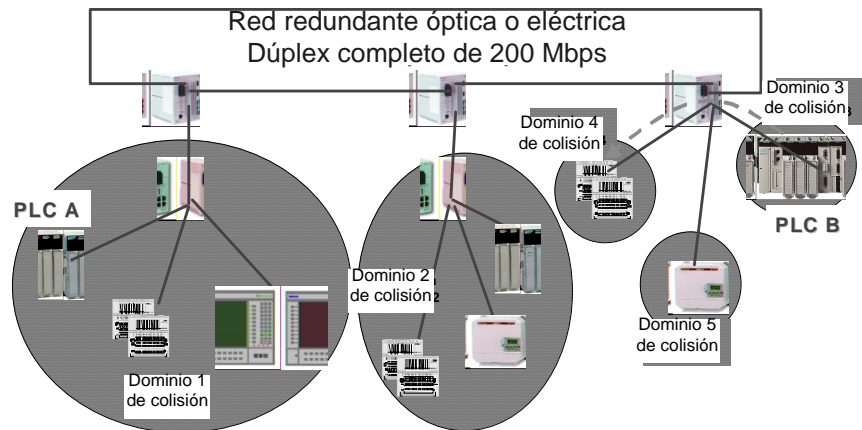 Red redundante óptica o eléctrica
Dúplex completo de 200 Mbps
Dominio 3
de colisión
Dominio 4
de colisión
PLC A
PLC B
Dominio 2
de colisión
Dominio 5
de colisión
Dominio 1
de colisión